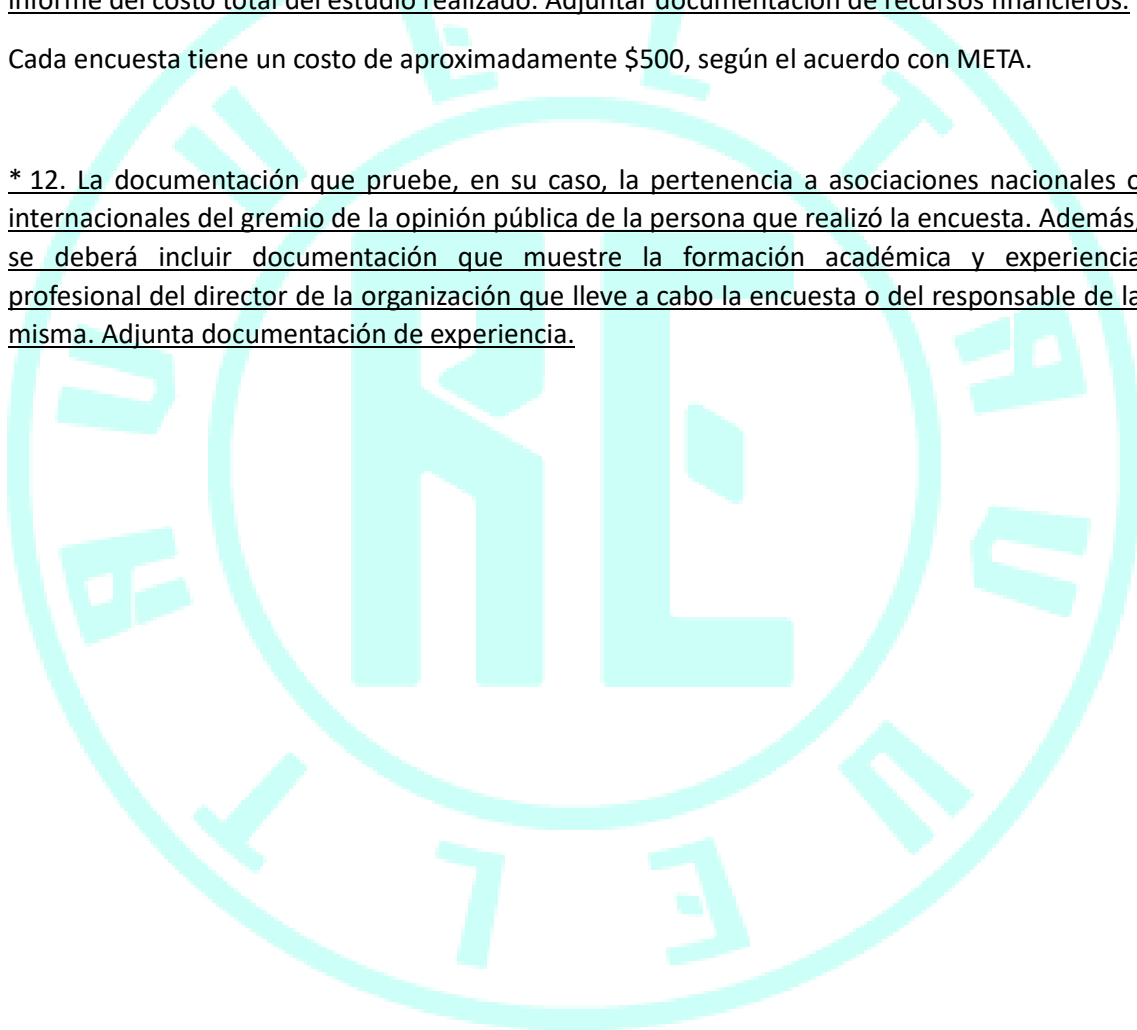 informe del costo total del estudio realizado. Adjuntar documentación de recursos financieros.
Cada encuesta tiene un costo de aproximadamente $500, según el acuerdo con META.
* 12. La documentación que pruebe, en su caso, la pertenencia a asociaciones nacionales o
internacionales del gremio de la opinión pública de la persona que realizó la encuesta. Además,
se deberá incluir documentación que muestre la formación académica y experiencia
profesional del director de la organización que lleve a cabo la encuesta o del responsable de la
misma. Adjunta documentación de experiencia.